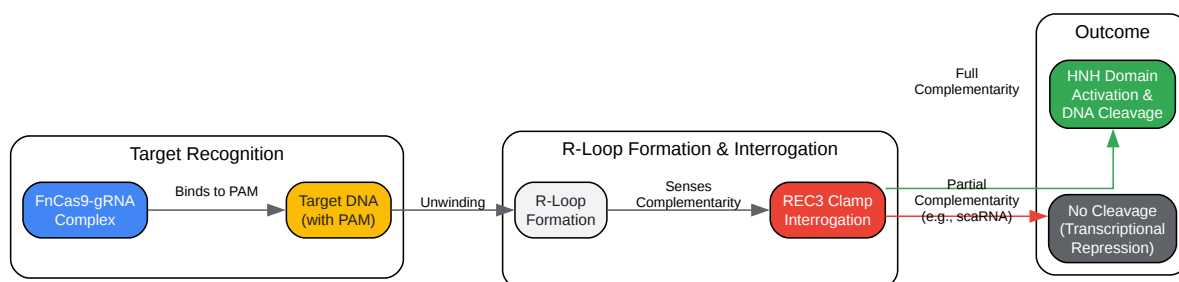 Target Recognition
FnCas9-gRNA
Complex
Binds to PAM
Target DNA
(with PAM)
Unwinding
R-Loop Formation & Interrogation
R-Loop
Formation
Senses
Complementarity
REC3 Clamp
Interrogation
Full
Complementarity
Partial
Complementarity
(e.g., scaRNA)
Outcome
HNH Domain
Activation &
DNA Cleavage
No Cleavage
(Transcriptional
Repression)